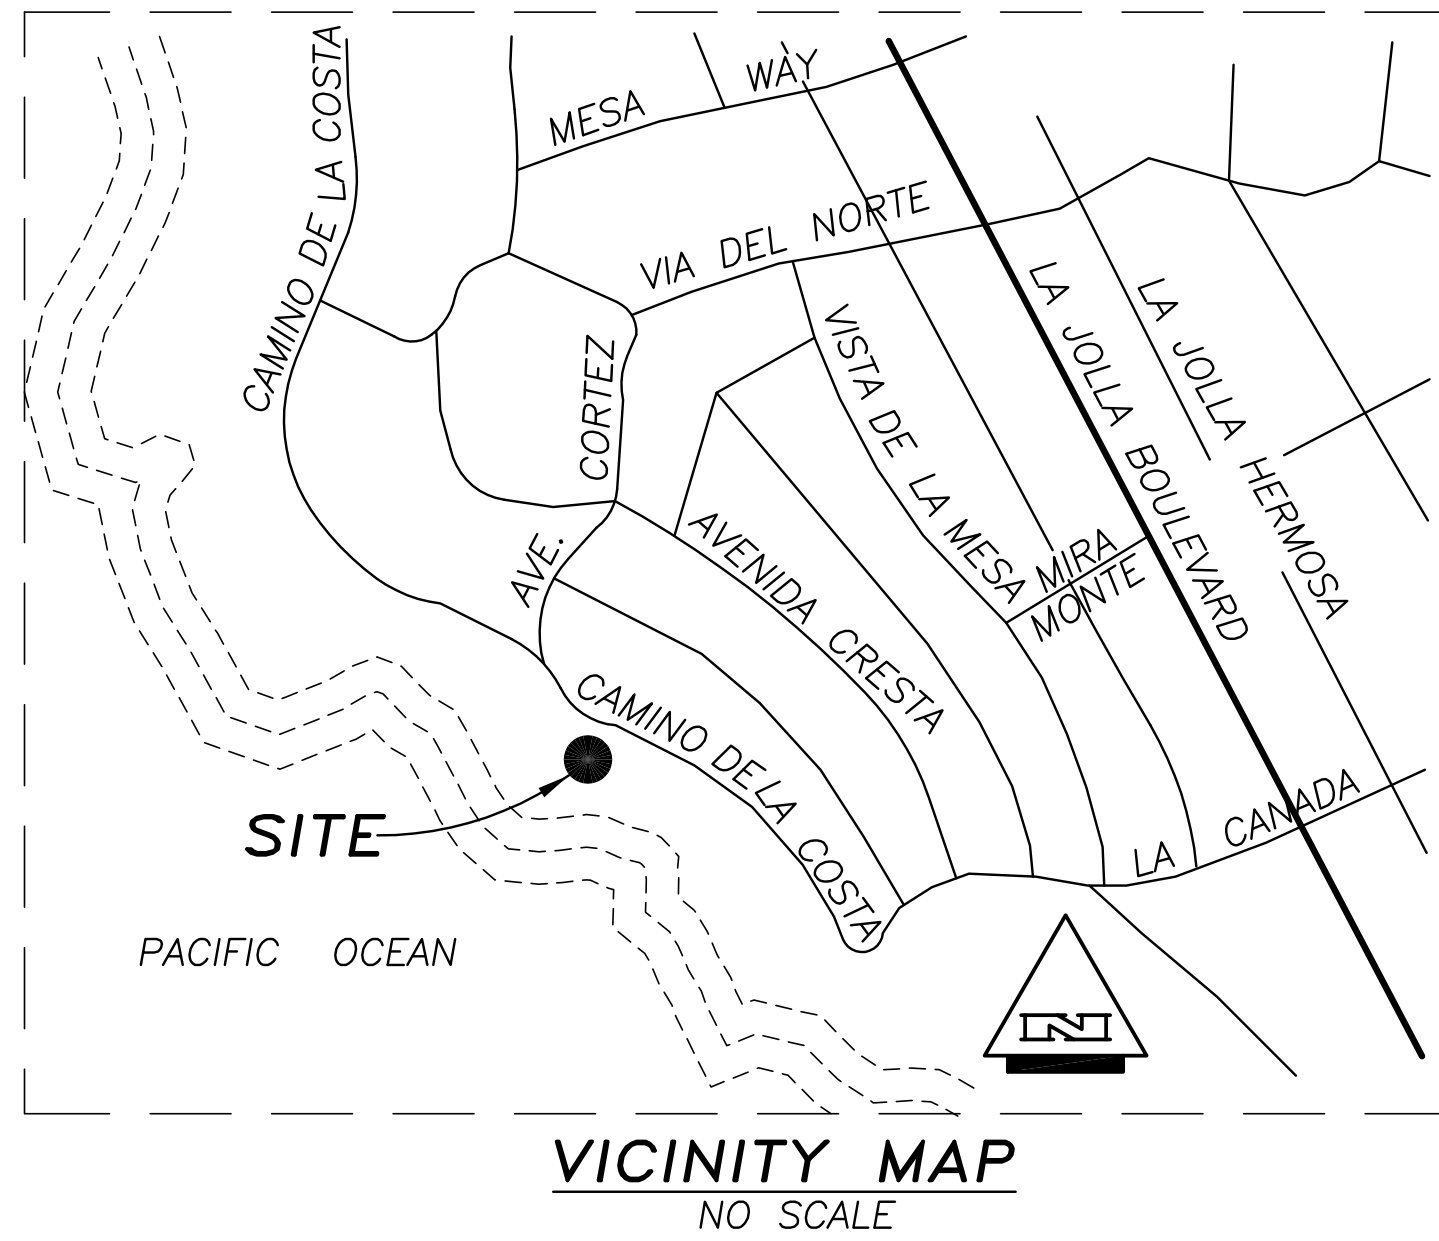 CAMINO DE LA COSTA
MESA WAY
VIA DEL NORTE
CORTEZ AVE.
VISTA DE LA MESA
LA JOLLA BOULEVARD
LA JOLLA HERMOSA
AVENIDA CRESTA
MIRA
MONTE
CAMINO DE LA COSTA
LA CANADA
SITE
PACIFIC OCEAN
N
VICINITY MAP
NO SCALE